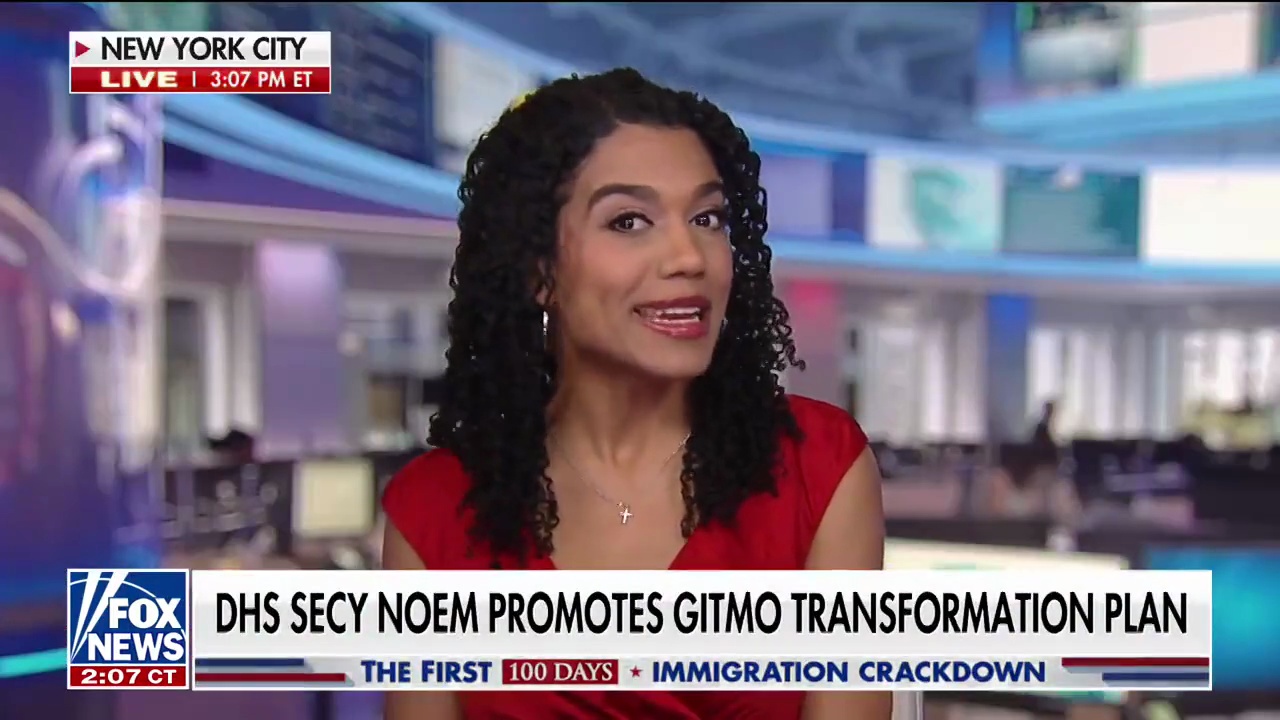 NEW YORK CITY
LIVE | 3:07 PM ET
FOX
NEWS
2:07 CT
DHS SECY NOEM PROMOTES GITMO TRANSFORMATION PLAN
THE FIRST 100 DAYS ★ IMMIGRATION CRACKDOWN